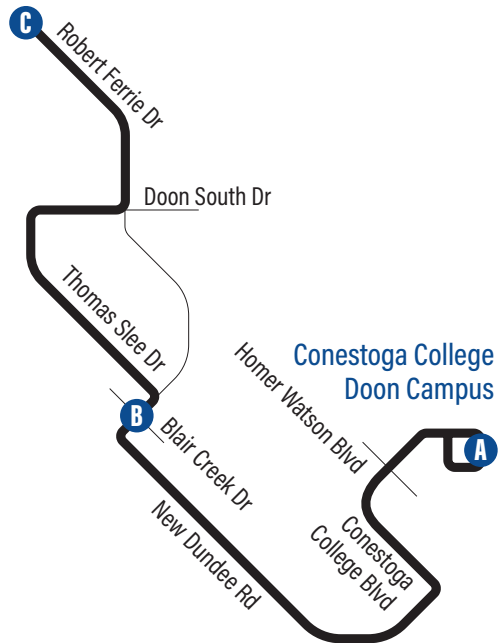 C
Robert Ferrie Dr
Doon South Dr
Thomas Slee Dr
Homer Watson Blvd
Conestoga College
Doon Campus
B
Blair Creek Dr
A
New Dundee Rd
Conestoga
College Blvd